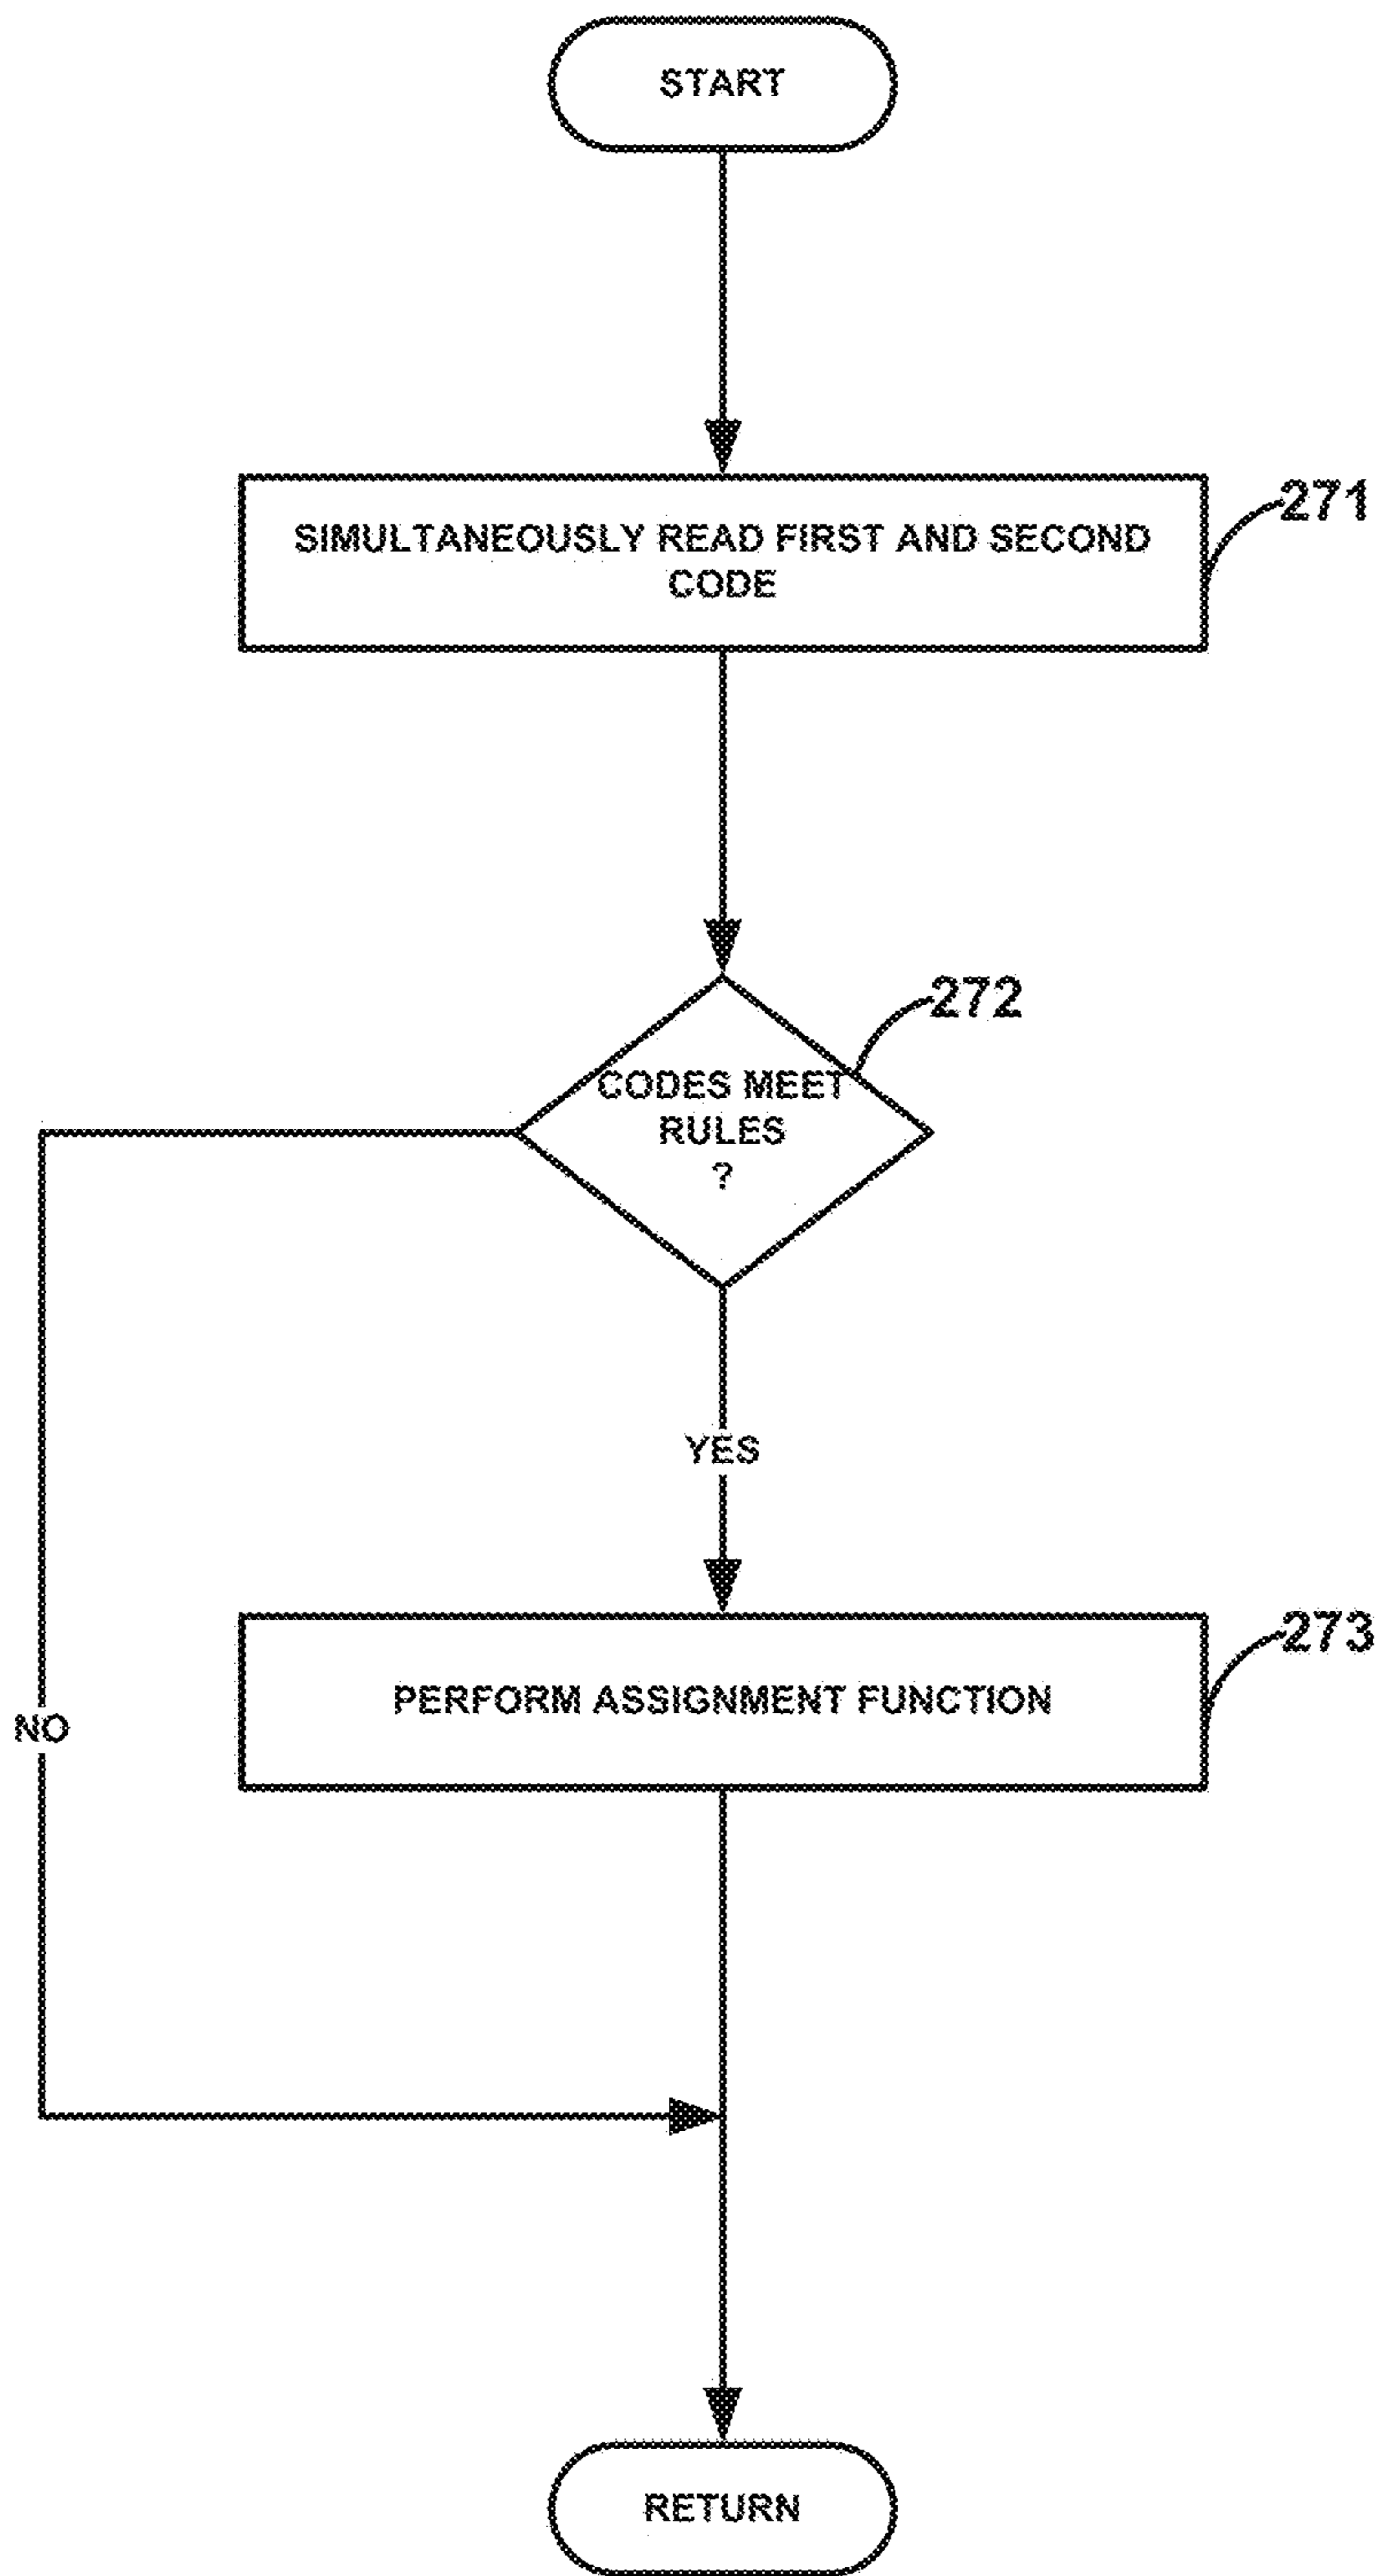 START
SIMULTANEOUSLY READ FIRST AND SECOND
CODE
271
CODES MEET
RULES
?
272
YES
PERFORM ASSIGNMENT FUNCTION
273
NO
RETURN